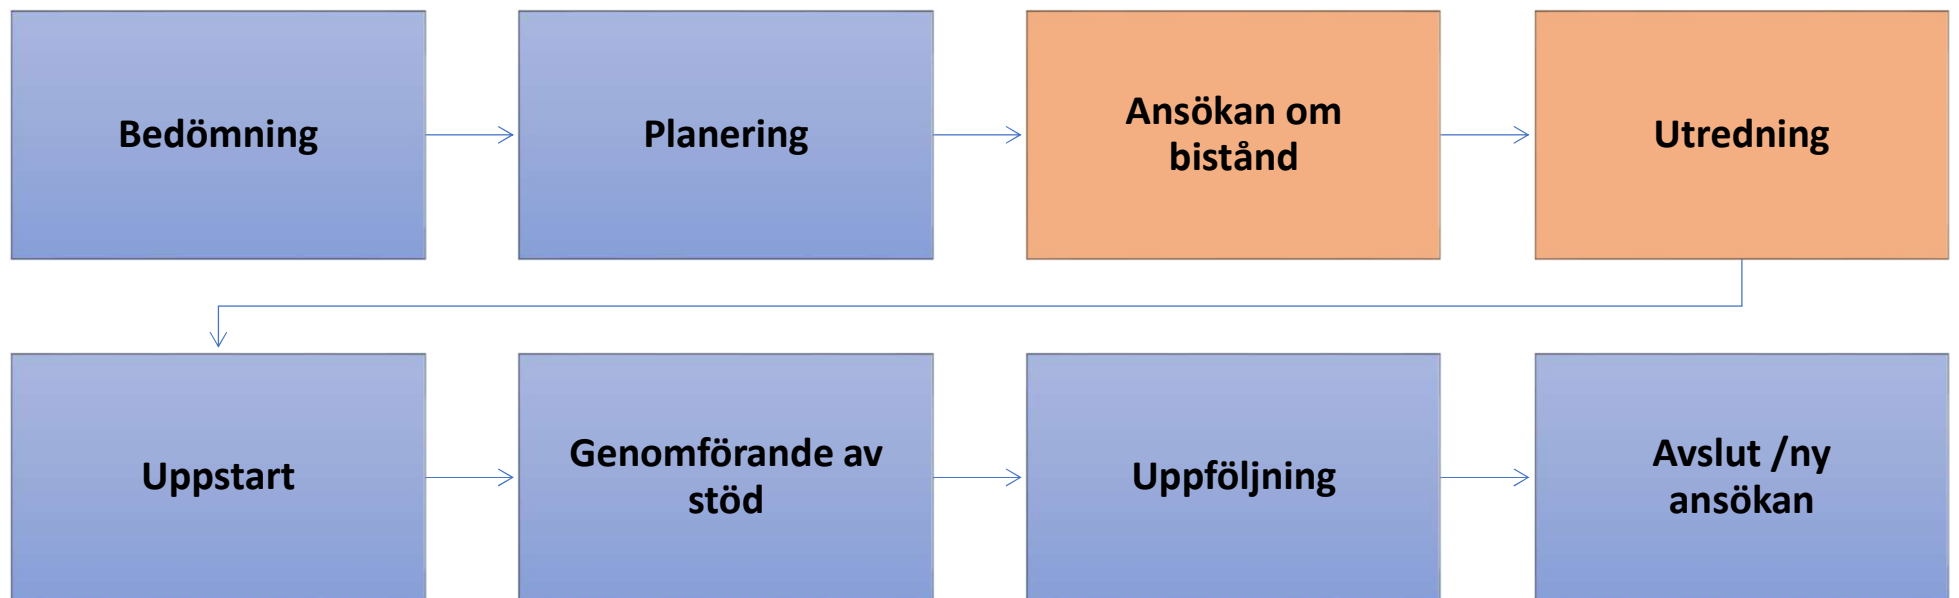 Bedömning
Planering
Ansökan om
bistånd
Utredning
Uppstart
Genomförande av
stöd
Uppföljning
Avslut /ny
ansökan